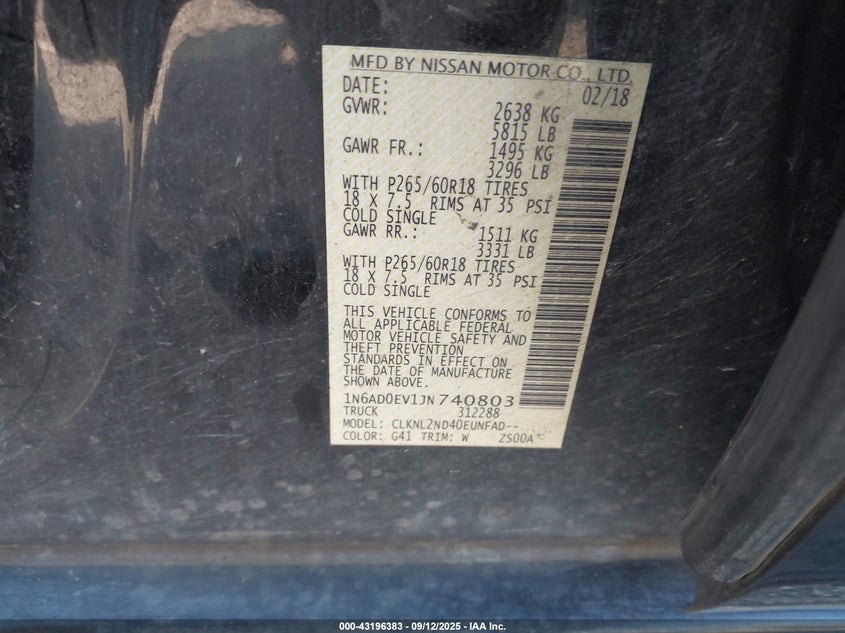 MFD BY NISSAN MOTOR CO., LTD.
DATE: 02/18
GVWR: 2638 KG
5815 LB
GAWR FR.: 1495 KG
3296 LB
WITH P265/60R18 TIRES
18 X 7.5 RIMS AT 35 PSI
COLD SINGLE
GAWR RR.: 1511 KG
3331 LB
WITH P265/60R18 TIRES
18 X 7.5 RIMS AT 35 PSI
COLD SINGLE
THIS VEHICLE CONFORMS TO
ALL APPLICABLE FEDERAL
MOTOR VEHICLE SAFETY AND
THEFT PREVENTION
STANDARDS IN EFFECT ON
THE DATE OF MANUFACTURE
SHOWN ABOVE.
1N6AD0EV1JN740803
TRUCK 312288
MODEL: CLKNL2ND40EUNFAD--
COLOR: G41 TRIM: W ZS00A
000-43196383 - 09/12/2025 - IAA Inc.